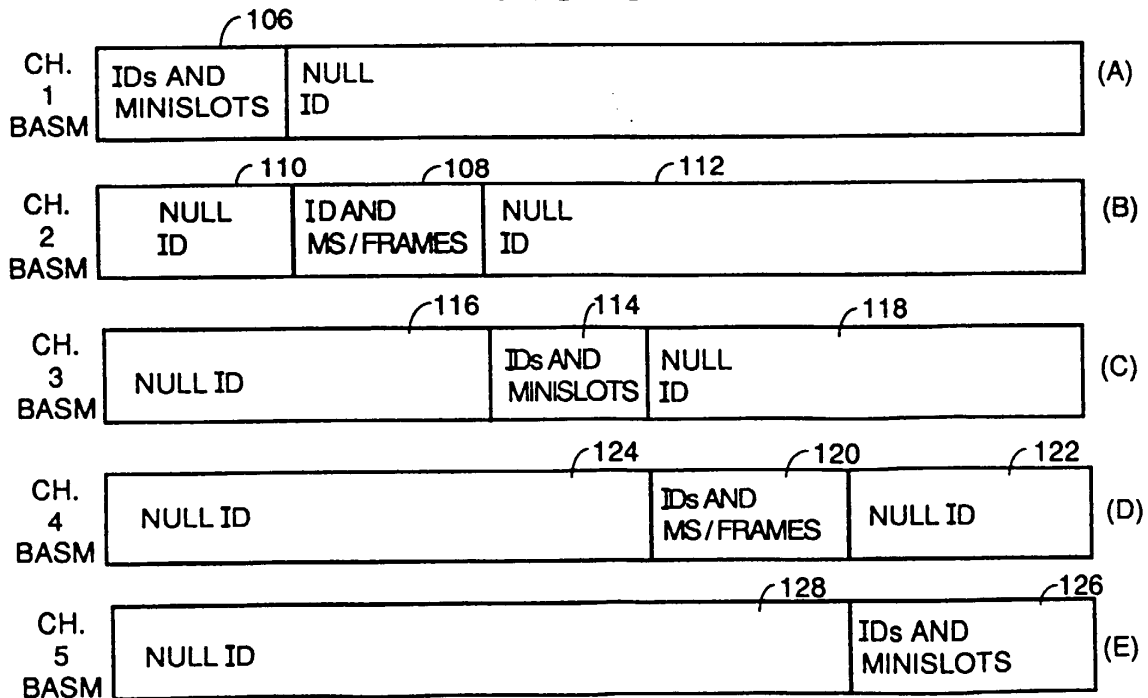 106
CH.
1
BASM
IDs AND
MINISLOTS
NULL
ID
(A)
110
108
112
CH.
2
BASM
NULL
ID
ID AND
MS/FRAMES
NULL
ID
(B)
116
114
118
CH.
3
BASM
NULL ID
IDs AND
MINISLOTS
NULL
ID
(C)
124
120
122
CH.
4
BASM
NULL ID
IDs AND
MS/FRAMES
NULL ID
(D)
128
126
CH.
5
BASM
NULL ID
IDs AND
MINISLOTS
(E)